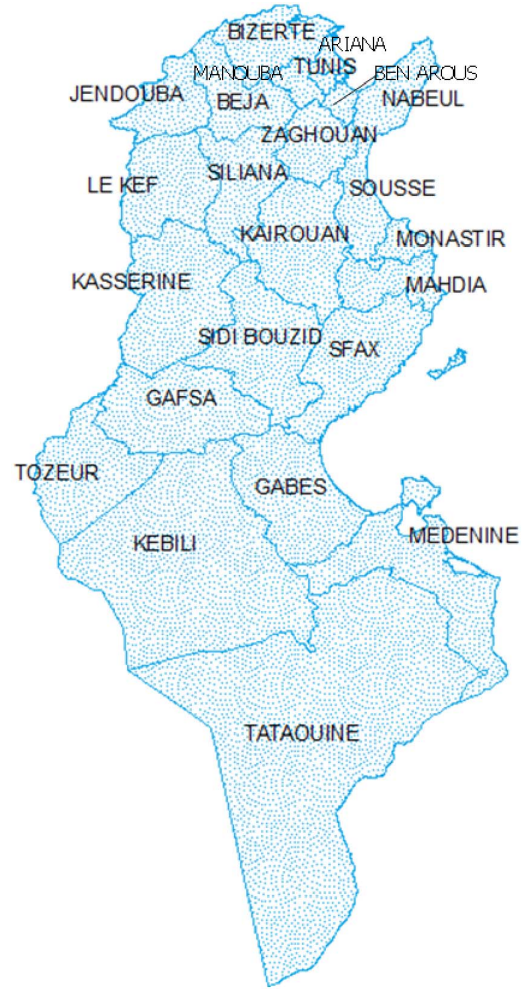 BIZERTE
ARIANA
MANOUBA
TUNIS
BEN AROUS
JENDOUBA
BEJA
NABEUL
ZAGHOUAN
SILIANA
LE KEF
SOUSSE
KAIROUAN
MONASTIR
KASSERINE
MAHDIA
SIDI BOUZID
SFAX
GAFSA
TOZEUR
GABES
MEDENINE
KEBILI
TATAOUINE